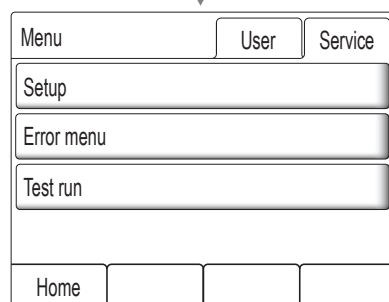 Menu User Service
Setup
Error menu
Test run
Home